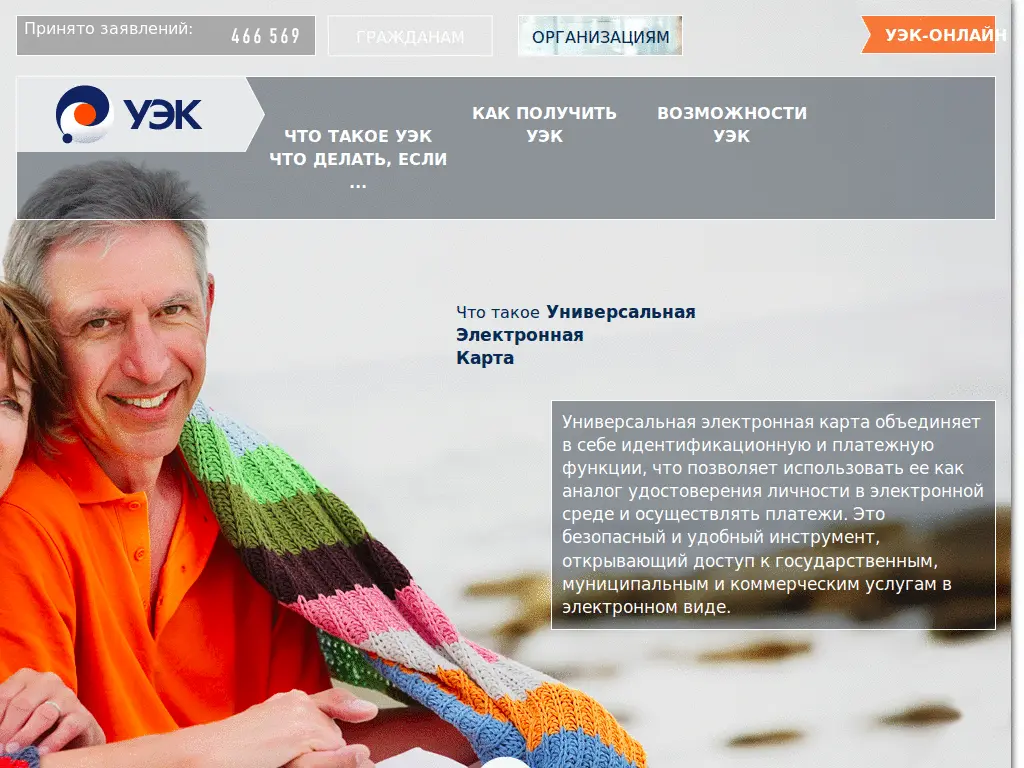 Принято заявлений:
466 569
ГРАЖДАНАМ
ОРГАНИЗАЦИЯМ
УЭК-ОНЛАЙН
УЭК
ЧТО ТАКОЕ УЭК
КАК ПОЛУЧИТЬ
УЭК
ВОЗМОЖНОСТИ
УЭК
ЧТО ДЕЛАТЬ, ЕСЛИ
...
Что такое Универсальная
Электронная
Карта
Универсальная электронная карта объединяет
в себе идентификационную и платежную
функции, что позволяет использовать ее как
аналог удостоверения личности в электронной
среде и осуществлять платежи. Это
безопасный и удобный инструмент,
открывающий доступ к государственным,
муниципальным и коммерческим услугам в
электронном виде.